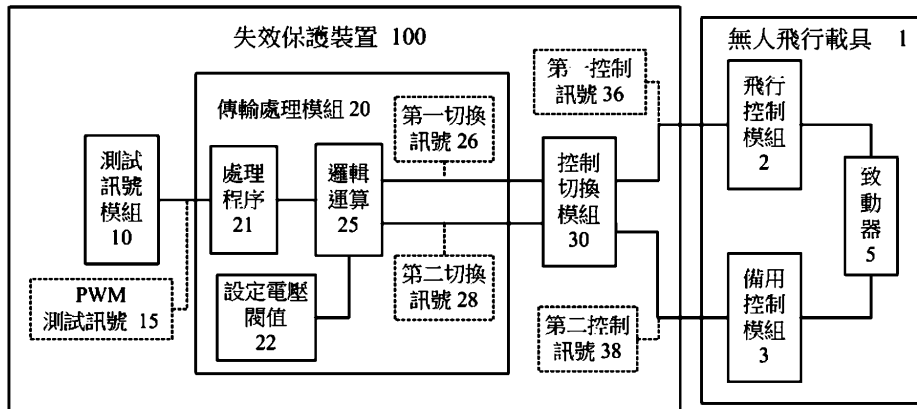 失效保護裝置 100
無人飛行載具 1
傳輸處理模組 20
測試
訊號
模組
10
PWM
測試訊號 15
處理
程序
21
邏輯
運算
25
設定電壓
閥值
22
第一切換
訊號 26
第二切換
訊號 28
控制
切換
模組
30
第一控制
訊號 36
第二控制
訊號 38
飛行
控制
模組
2
備用
控制
模組
3
致
動
器
5